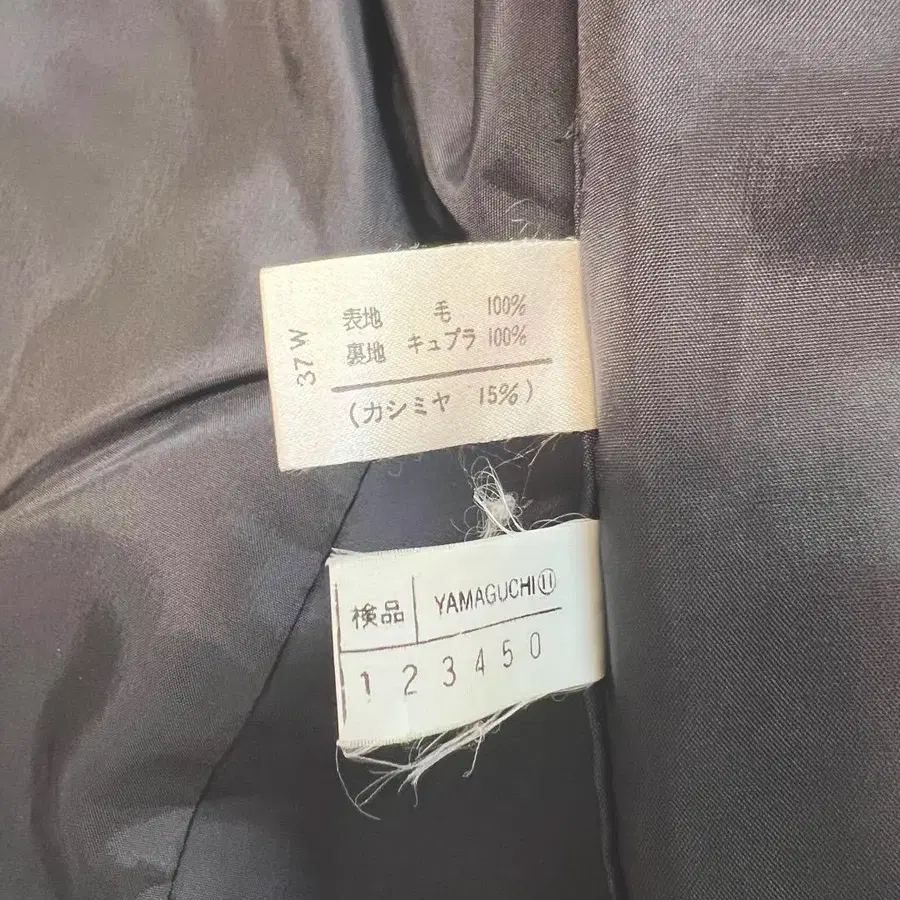 37W
表地 毛 100%
裏地 キュプラ 100%
(カシミヤ 15%)
検品 YAMAGUCHI⑪
1 2 3 4 5 0